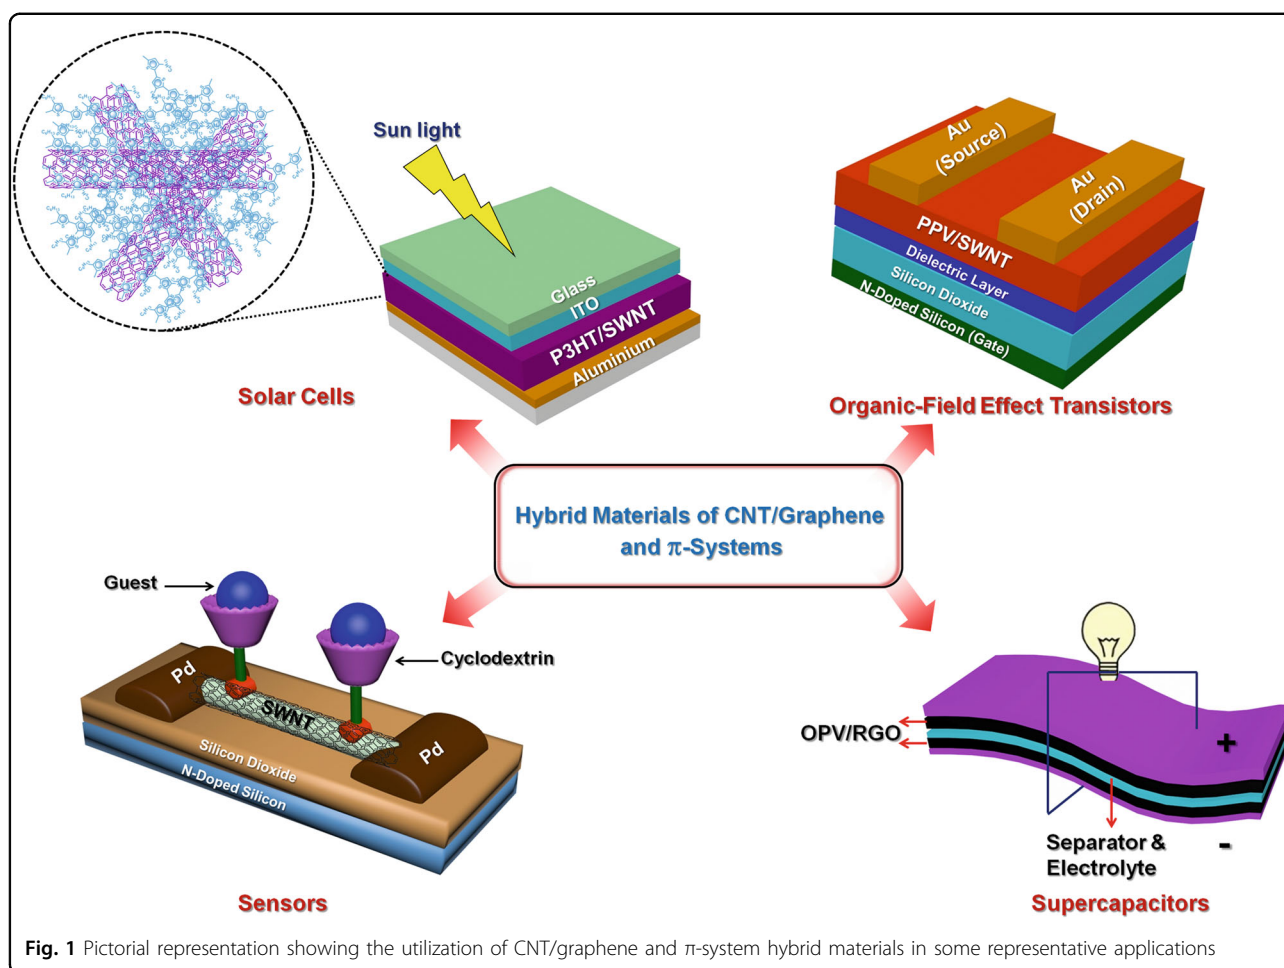 Sun light
Glass
ITO
P3HT/SWNT
Aluminium
Solar Cells
Au
(Source)
Au
(Drain)
PPV/SWNT
Dielectric Layer
Silicon Dioxide
N-Doped Silicon (Gate)
Organic-Field Effect Transistors
Hybrid Materials of CNT/Graphene
and π-Systems
Guest
Cyclodextrin
Pd
SWNT
Pd
Silicon Dioxide
N-Doped Silicon
Sensors
OPV/RGO
+
-
Separator &
Electrolyte
Supercapacitors
Fig. 1 Pictorial representation showing the utilization of CNT/graphene and π-system hybrid materials in some representative applications